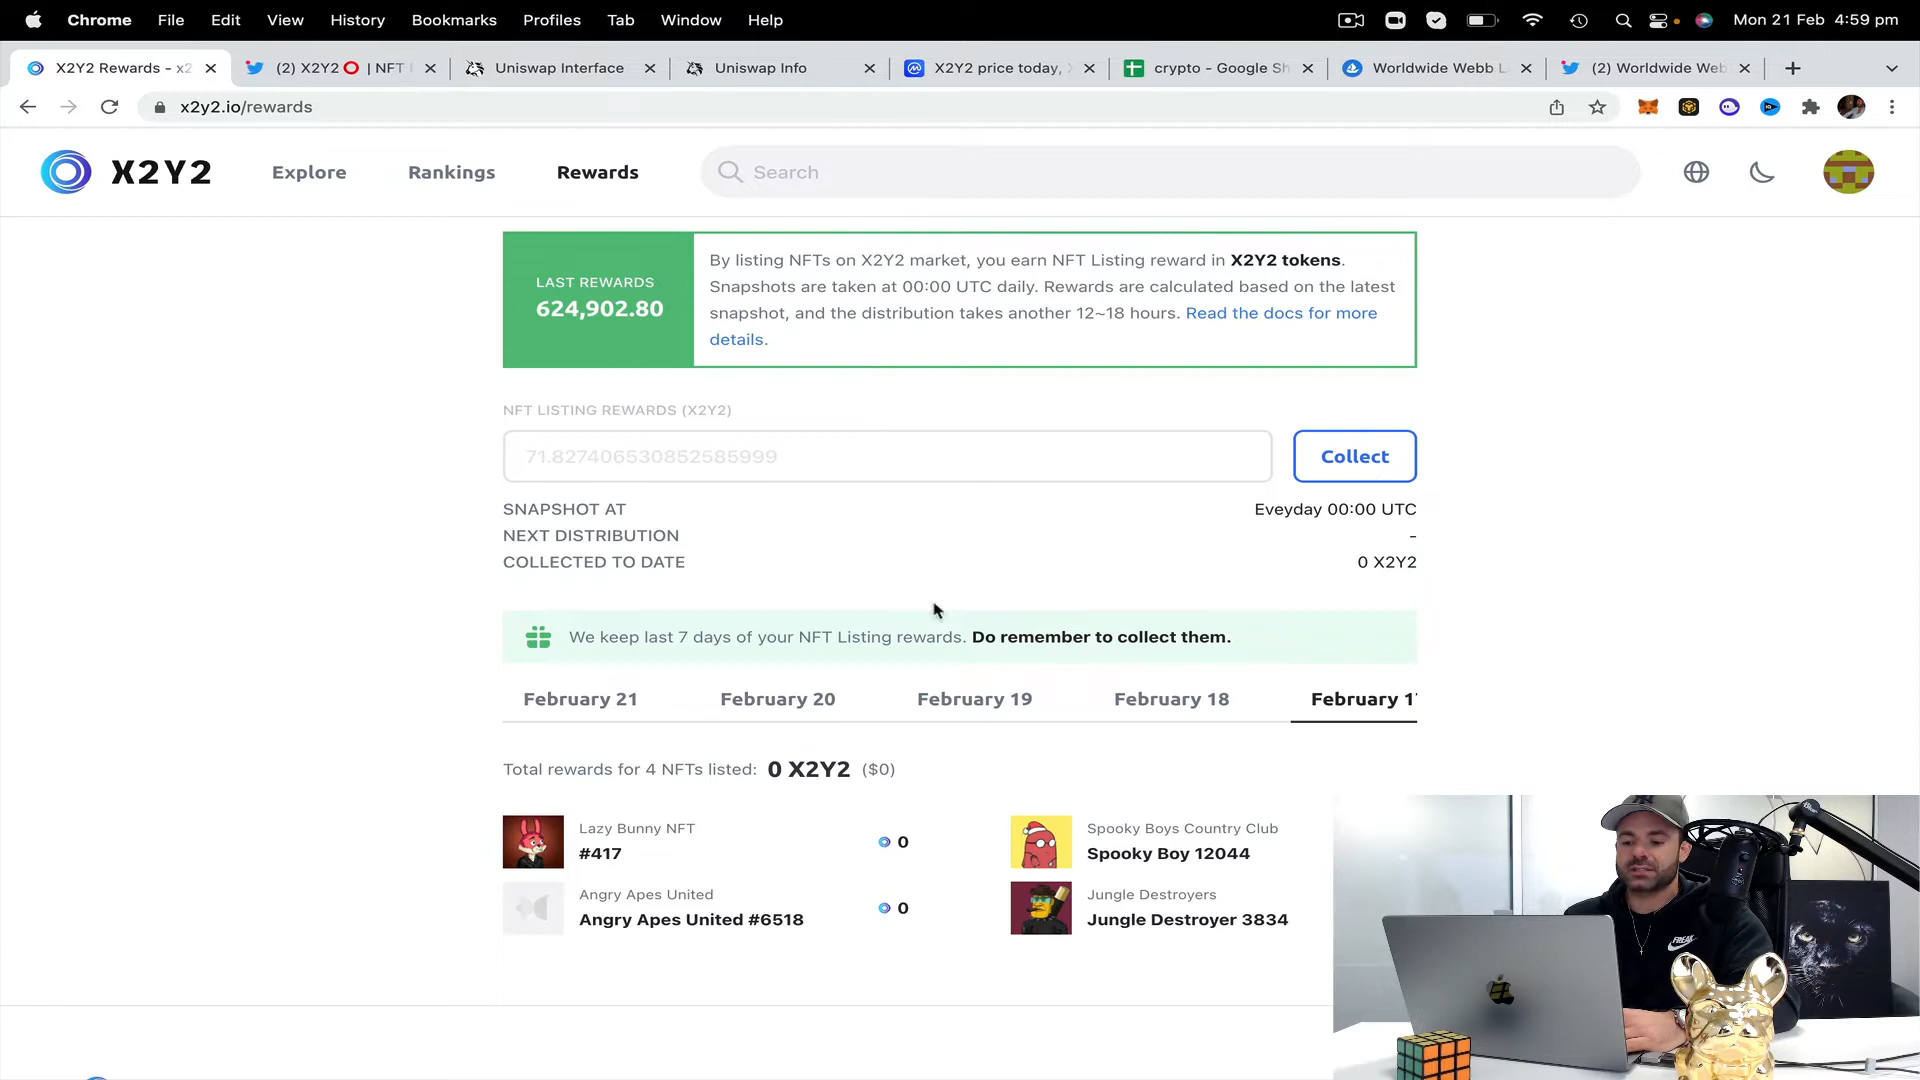 Chrome File Edit View History Bookmarks Profiles Tab Window Help Mon 21 Feb 4:59 pm
X2Y2 Rewards - x2 (2) X2Y2 | NFT Uniswap Interface Uniswap Info X2Y2 price today, crypto - Google Sh Worldwide Webb L (2) Worldwide Web
x2y2.io/rewards
X2Y2 Explore Rankings Rewards Search
By listing NFTs on X2Y2 market, you earn NFT Listing reward in X2Y2 tokens.
LAST REWARDS
624,902.80
Snapshots are taken at 00:00 UTC daily. Rewards are calculated based on the latest
snapshot, and the distribution takes another 12~18 hours. Read the docs for more
details.
NFT LISTING REWARDS (X2Y2)
71.827406530852585999 Collect
SNAPSHOT AT Eveyday 00:00 UTC
NEXT DISTRIBUTION -
COLLECTED TO DATE 0 X2Y2
We keep last 7 days of your NFT Listing rewards. Do remember to collect them.
February 21 February 20 February 19 February 18 February 1
Total rewards for 4 NFTs listed: 0 X2Y2 ($0)
Lazy Bunny NFT
#417 0
Spooky Boys Country Club
Spooky Boy 12044
Angry Apes United
Angry Apes United #6518 0
Jungle Destroyers
Jungle Destroyer 3834
FREAK